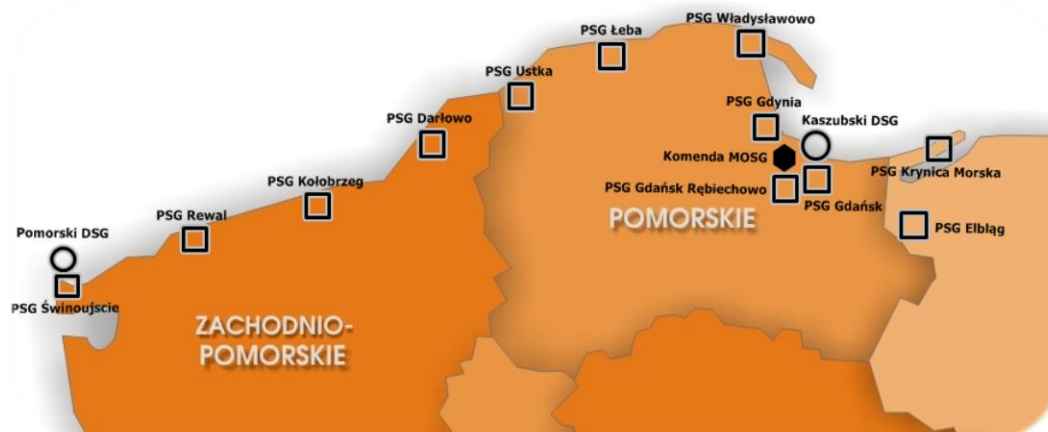 PSG Władysławowo
PSG Łeba
PSG Ustka
PSG Gdynia
Kaszubski DSG
PSG Darłowo
Komenda MOSG
PSG Krynica Morska
PSG Kołobrzeg
PSG Gdańsk Rębiechowo
PSG Gdańsk
PSG Rewal
POMORSKIE
PSG Elbląg
Pomorski DSG
PSG Świnoujscie
ZACHODNIO-
POMORSKIE